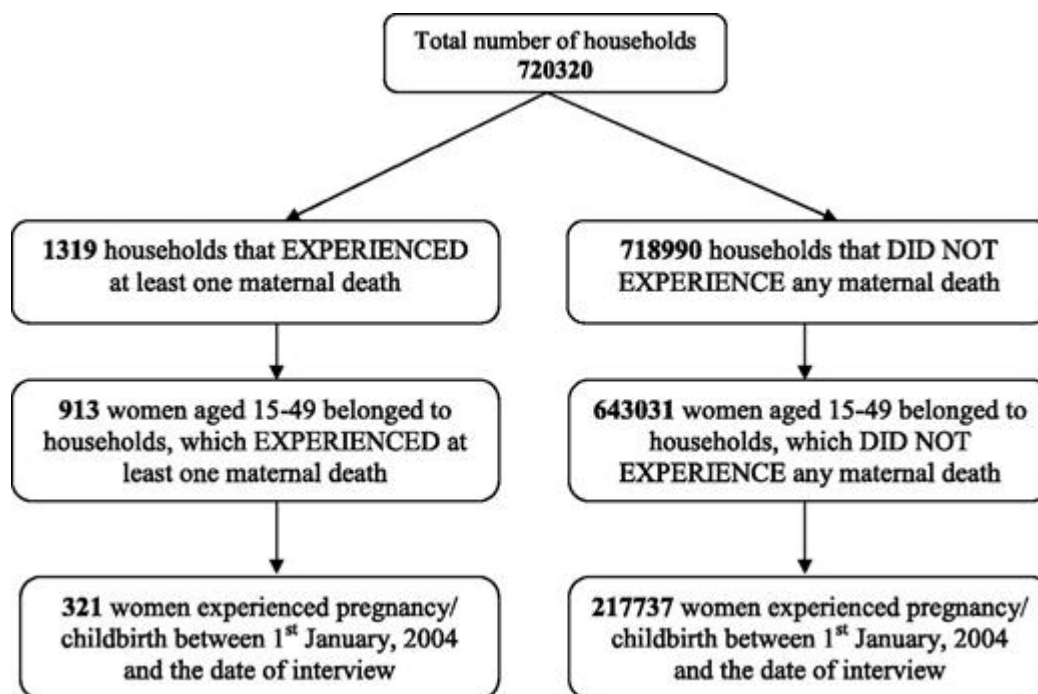 Total number of households
720320
1319 households that EXPERIENCED
at least one maternal death
718990 households that DID NOT
EXPERIENCE any maternal death
913 women aged 15-49 belonged to
households, which EXPERIENCED at
least one maternal death
643031 women aged 15-49 belonged to
households, which DID NOT
EXPERIENCE any maternal death
321 women experienced pregnancy/
childbirth between 1st January, 2004
and the date of interview
217737 women experienced pregnancy/
childbirth between 1st January, 2004
and the date of interview